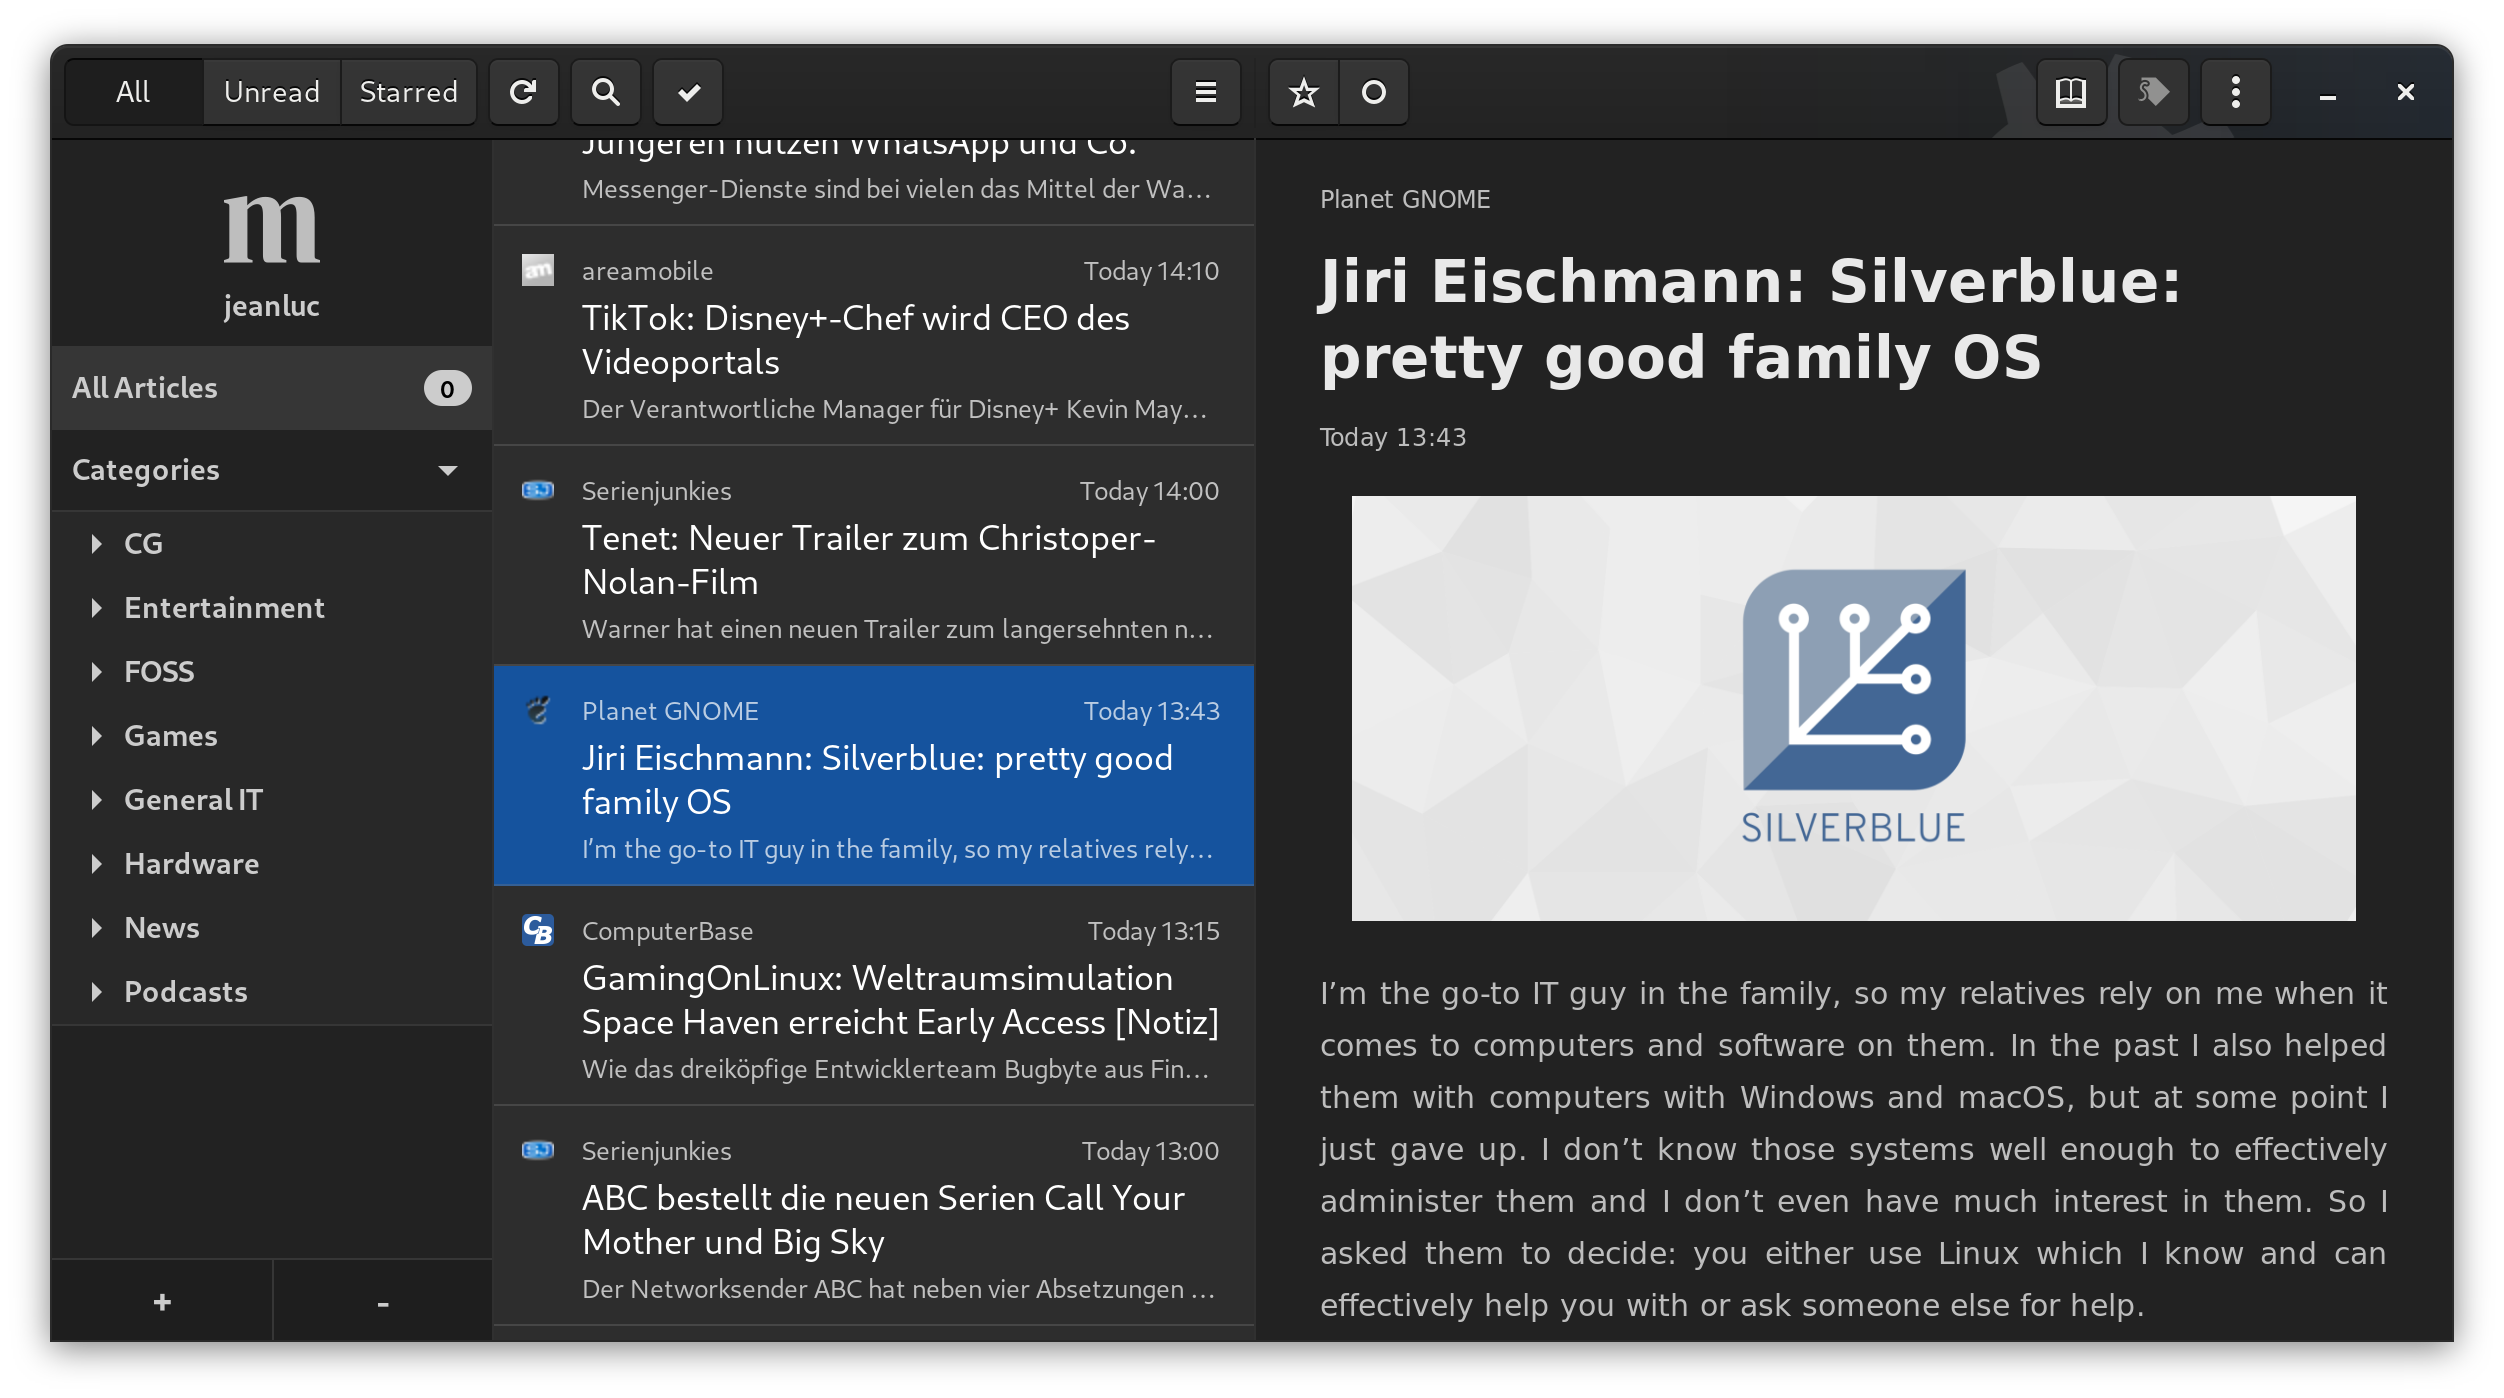 All
Unread
Starred
m
jeanluc
All Articles
0
Categories
CG
Entertainment
FOSS
Games
General IT
Hardware
News
Podcasts
+
-
Jüngeren nutzen WhatsApp und Co.
Messenger-Dienste sind bei vielen das Mittel der Wa…
am
areamobile
Today 14:10
TikTok: Disney+-Chef wird CEO des
Videoportals
Der Verantwortliche Manager für Disney+ Kevin May…
SJ
Serienjunkies
Today 14:00
Tenet: Neuer Trailer zum Christoper-
Nolan-Film
Warner hat einen neuen Trailer zum langersehnten n…
Planet GNOME
Today 13:43
Jiri Eischmann: Silverblue: pretty good
family OS
I’m the go-to IT guy in the family, so my relatives rely…
CB
ComputerBase
Today 13:15
GamingOnLinux: Weltraumsimulation
Space Haven erreicht Early Access [Notiz]
Wie das dreiköpfige Entwicklerteam Bugbyte aus Fin…
SJ
Serienjunkies
Today 13:00
ABC bestellt die neuen Serien Call Your
Mother und Big Sky
Der Networksender ABC hat neben vier Absetzungen …
Planet GNOME
Jiri Eischmann: Silverblue:
pretty good family OS
Today 13:43
SILVERBLUE
I’m the go-to IT guy in the family, so my relatives rely on me when it
comes to computers and software on them. In the past I also helped
them with computers with Windows and macOS, but at some point I
just gave up. I don’t know those systems well enough to effectively
administer them and I don’t even have much interest in them. So I
asked them to decide: you either use Linux which I know and can
effectively help you with or ask someone else for help.